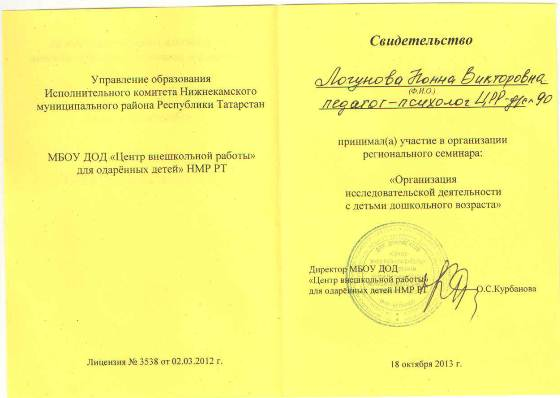 Управление образования
Исполнительного комитета Нижнекамского
муниципального района Республики Татарстан
МБОУ ДОД «Центр внешкольной работы»
для одарённых детей» НМР РТ
Лицензия № 3538 от 02.03.2012 г.
Свидетельство
Логунова Нонна Викторовна
(Ф.И.О.)
педагог-психолог ЦРР-д/с №90
принимал(а) участие в организации
регионального семинара:
«Организация
исследовательской деятельности
с детьми дошкольного возраста»
Директор МБОУ ДОД
«Центр внешкольной работы»
для одарённых детей НМР РТ
О.С.Курбанова
18 октября 2013 г.